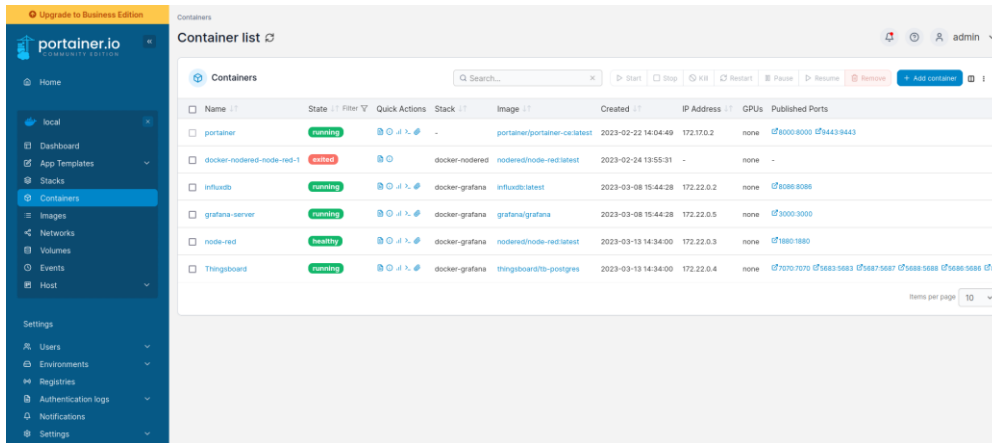 Upgrade to Business Edition
portainer.io
COMMUNITY EDITION
Home
local
Dashboard
App Templates
Stacks
Containers
Images
Networks
Volumes
Events
Host
Settings
Users
Environments
Registries
Authentication logs
Notifications
Settings
Containers
Container list
admin
Containers
Search...
Start Stop Kill Restart Pause Resume Remove + Add container
Name State Filter Quick Actions Stack Image Created IP Address GPUs Published Ports
portainer running - portainer/portainer-ce:latest 2023-02-22 14:04:49 172.17.0.2 none 8000:8000 9443:9443
docker-nodered-node-red-1 exited docker-nodered nodered/node-red:latest 2023-02-24 13:55:31 - none -
influxdb running docker-grafana influxdb:latest 2023-03-08 15:44:28 172.22.0.2 none 8086:8086
grafana-server running docker-grafana grafana/grafana 2023-03-08 15:44:28 172.22.0.5 none 3000:3000
node-red healthy docker-grafana nodered/node-red:latest 2023-03-13 14:34:00 172.22.0.3 none 1880:1880
Thingsboard running docker-grafana thingsboard/tb-postgres 2023-03-13 14:34:00 172.22.0.4 none 7070:7070 5683:5683 5687:5687 5688:5688 5686:5686
Items per page 10